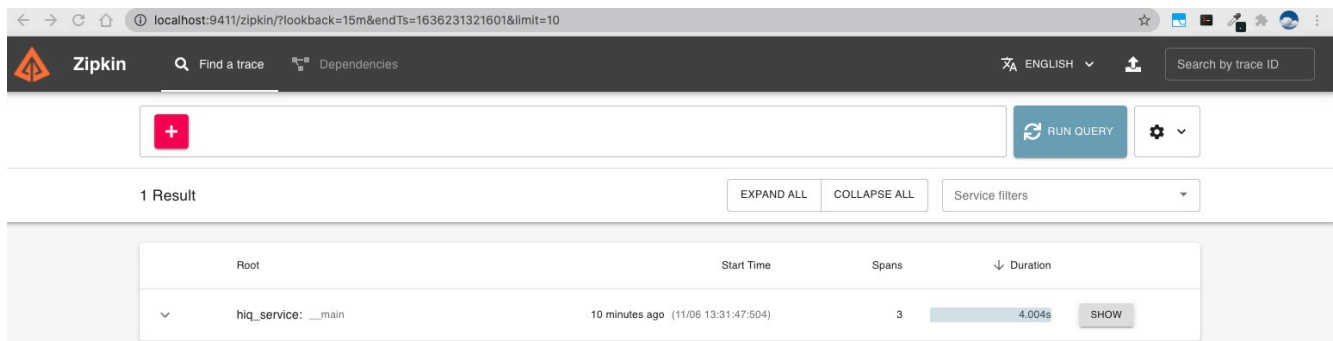 localhost:9411/zipkin/?lookback=15m&endTs=1636231321601&limit=10
Zipkin Find a trace Dependencies ENGLISH Search by trace ID
+ RUN QUERY
1 Result EXPAND ALL COLLAPSE ALL Service filters
Root Start Time Spans Duration
hiq_service: __main 10 minutes ago (11/06 13:31:47:504) 3 4.004s SHOW